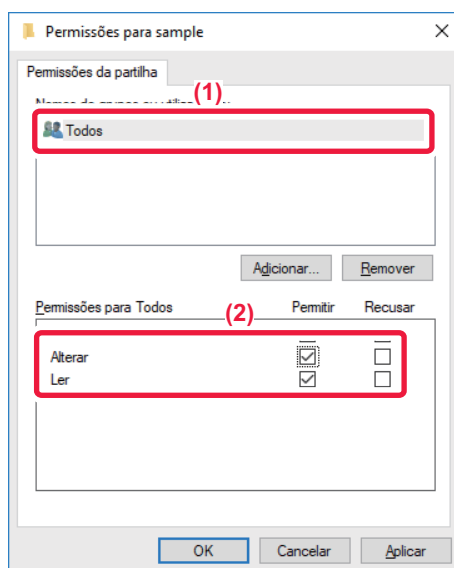 Permissões para sample
Permissões da partilha
(1)
Todos
Adicionar...
Remover
Permissões para Todos
(2)
Permitir
Recusar
Alterar
Ler
OK
Cancelar
Aplicar